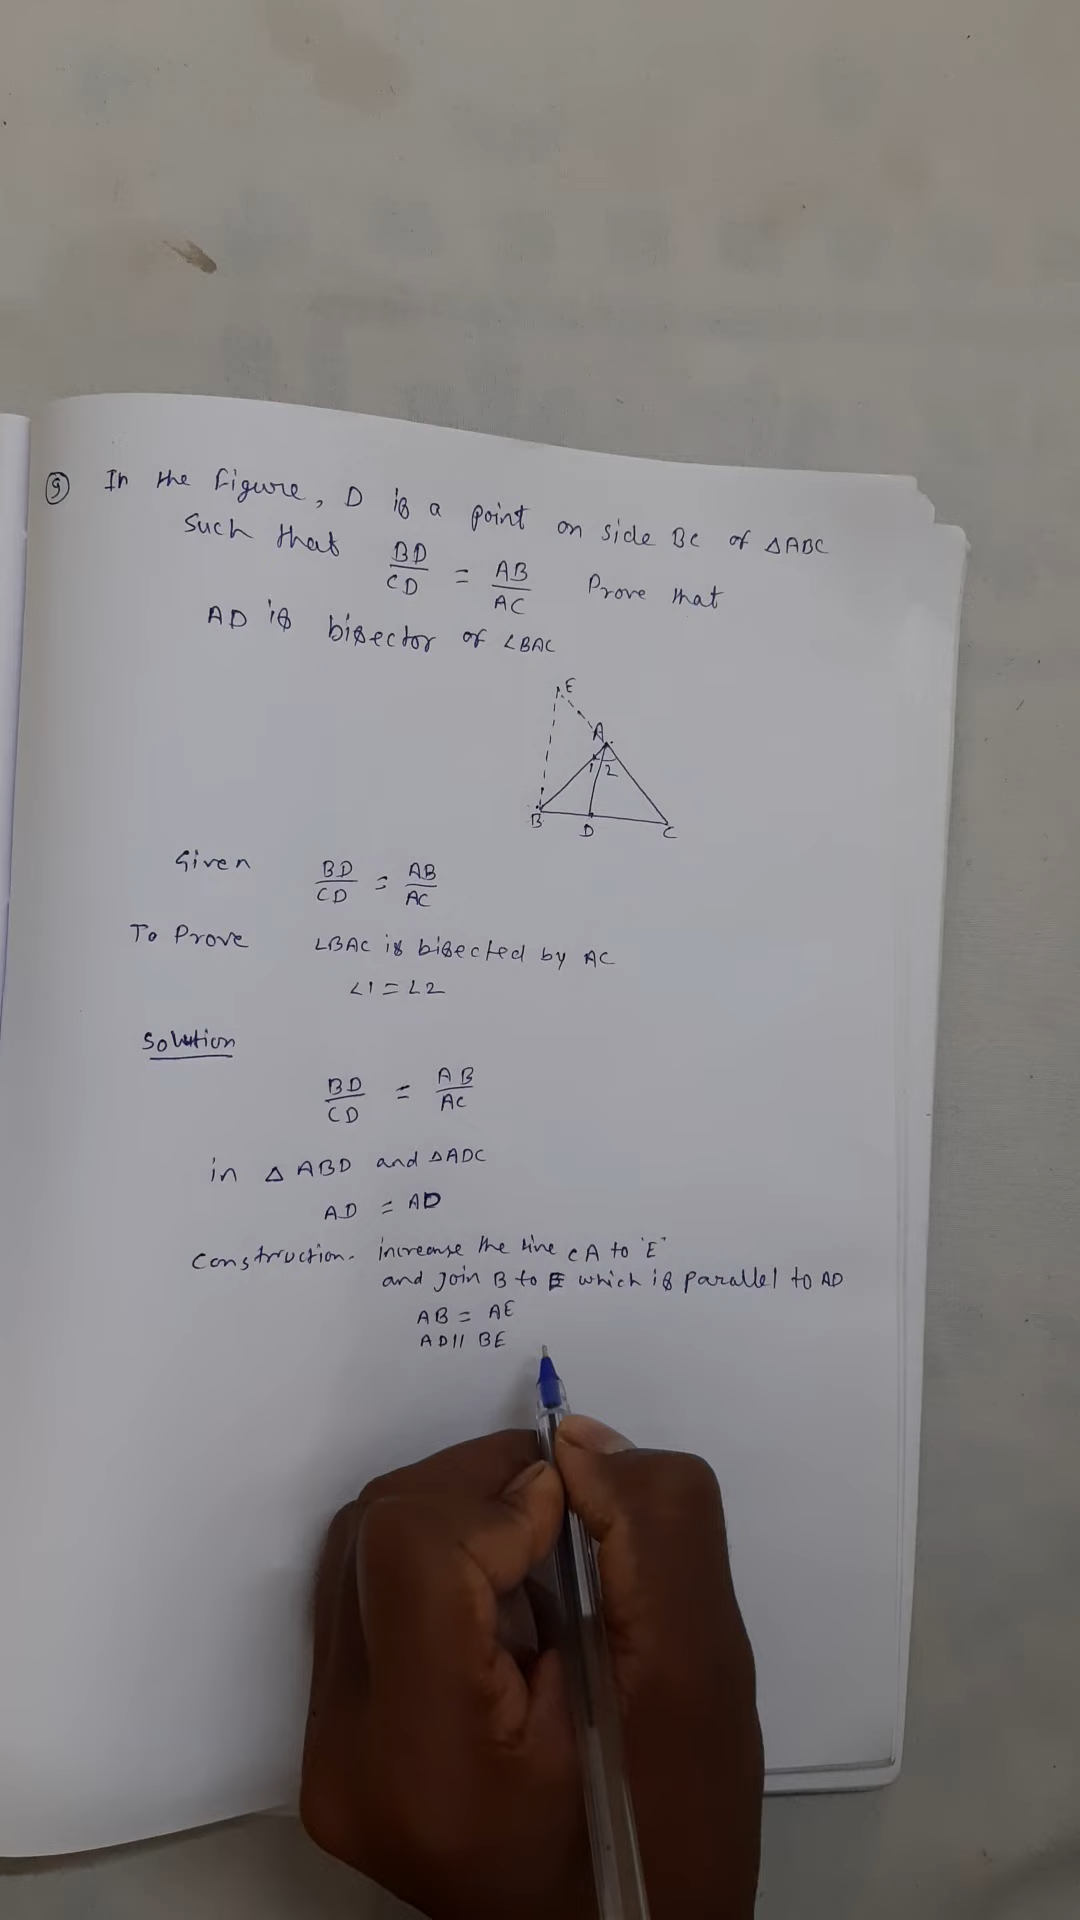 9 In the figure, D is a point on side BC of △ABC
such that BD/CD = AB/AC Prove that
AD is bisector of ∠BAC
E
A
1 2
B D C
Given BD/CD = AB/AC
To Prove ∠BAC is bisected by AC
∠1 = ∠2
Solution
BD/CD = AB/AC
in △ ABD and △ADC
AD = AD
Construction. increase the line CA to "E"
and join B to E which is parallel to AD
AB = AE
AD || BE